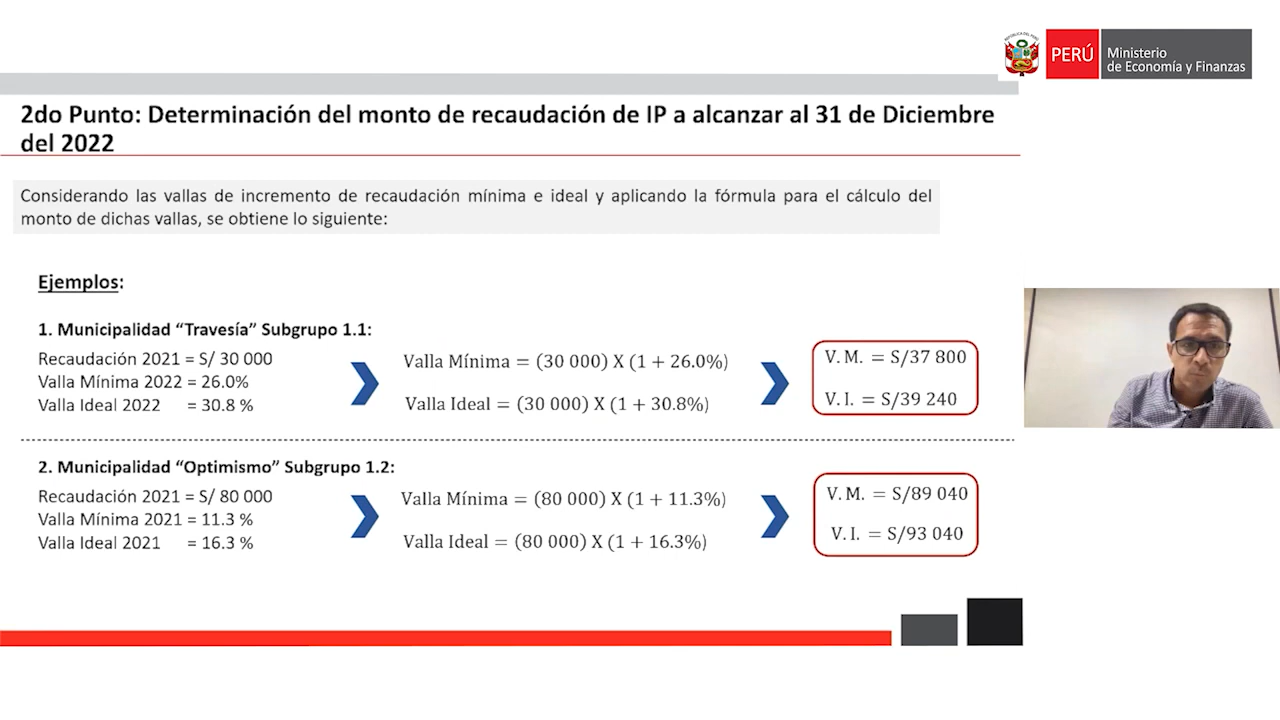 REPÚBLICA DEL PERÚ
PERÚ
Ministerio
de Economía y Finanzas
2do Punto: Determinación del monto de recaudación de IP a alcanzar al 31 de Diciembre
del 2022
Considerando las vallas de incremento de recaudación mínima e ideal y aplicando la fórmula para el cálculo del
monto de dichas vallas, se obtiene lo siguiente:
Ejemplos:
1. Municipalidad “Travesía” Subgrupo 1.1:
Recaudación 2021 = S/ 30 000
Valla Mínima 2022 = 26.0%
Valla Ideal 2022 = 30.8 %
Valla Mínima = (30 000) X (1 + 26.0%)
Valla Ideal = (30 000) X (1 + 30.8%)
V. M. = S/37 800
V. I. = S/39 240
2. Municipalidad “Optimismo” Subgrupo 1.2:
Recaudación 2021 = S/ 80 000
Valla Mínima 2021 = 11.3 %
Valla Ideal 2021 = 16.3 %
Valla Mínima = (80 000) X (1 + 11.3%)
Valla Ideal = (80 000) X (1 + 16.3%)
V. M. = S/89 040
V. I. = S/93 040